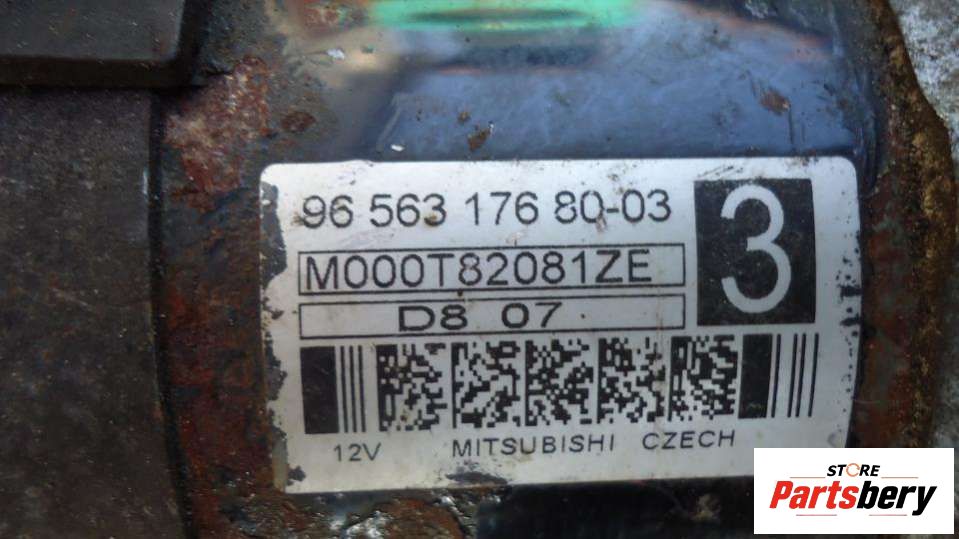 96 563 176 80-03
3
M000T82081ZE
D8 07
12V MITSUBISHI CZECH
STORE
Partsbery